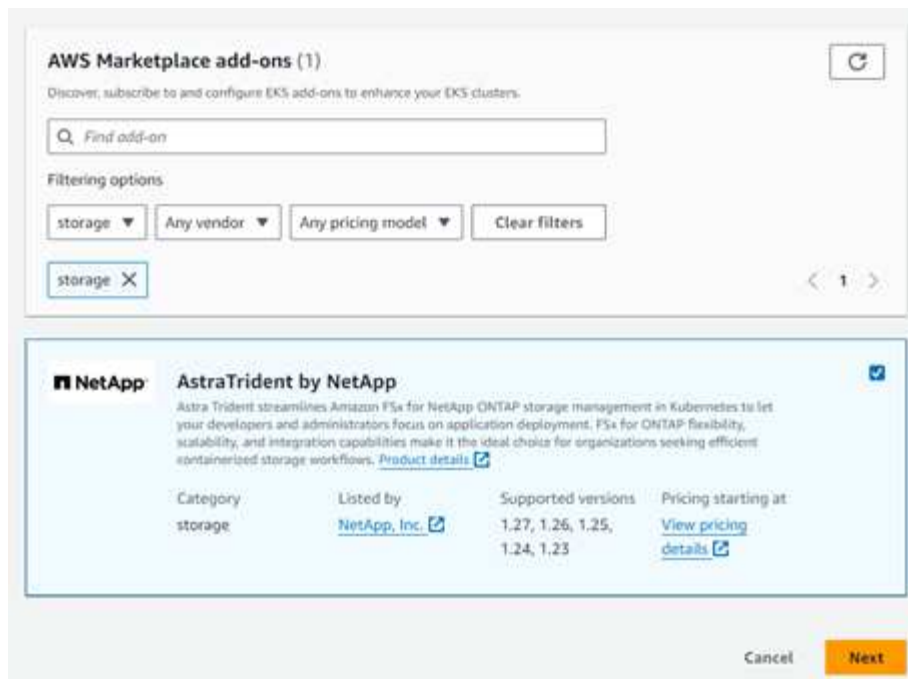 AWS Marketplace add-ons (1)
Discover, subscribe to and configure EKS add-ons to enhance your EKS clusters.
Find add-on
Filtering options
storage Any vendor Any pricing model Clear filters
storage
1
NetApp
AstraTrident by NetApp
Astra Trident streamlines Amazon FSx for NetApp ONTAP storage management in Kubernetes to let
your developers and administrators focus on application deployment. FSx for ONTAP flexibility,
scalability, and integration capabilities make it the ideal choice for organizations seeking efficient
containerized storage workflows. Product details
Category Listed by Supported versions Pricing starting at
storage NetApp, Inc. 1.27, 1.26, 1.25, View pricing
1.24, 1.23 details
Cancel Next